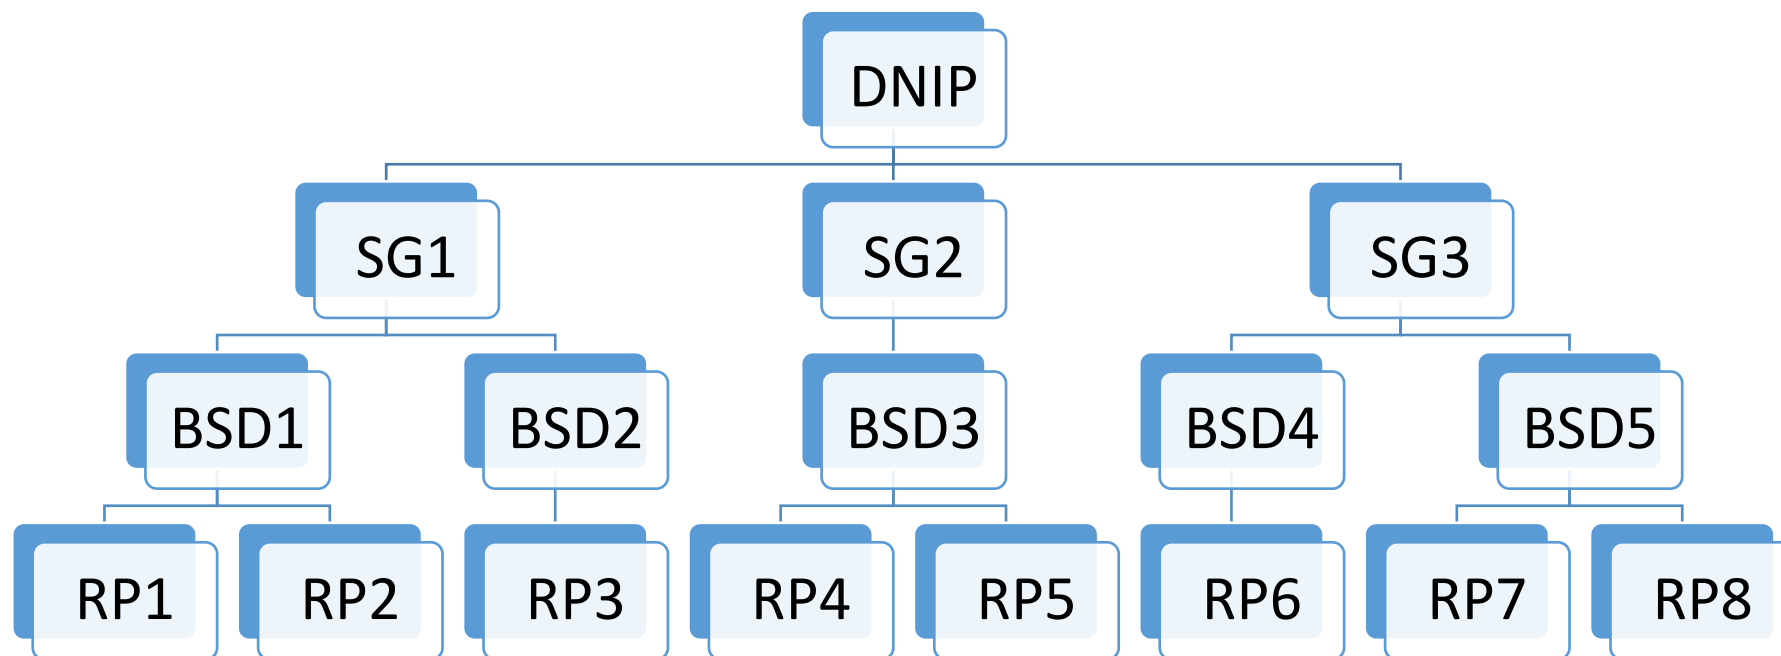 DNIP
SG1 SG2 SG3
BSD1 BSD2 BSD3 BSD4 BSD5
RP1 RP2 RP3 RP4 RP5 RP6 RP7 RP8